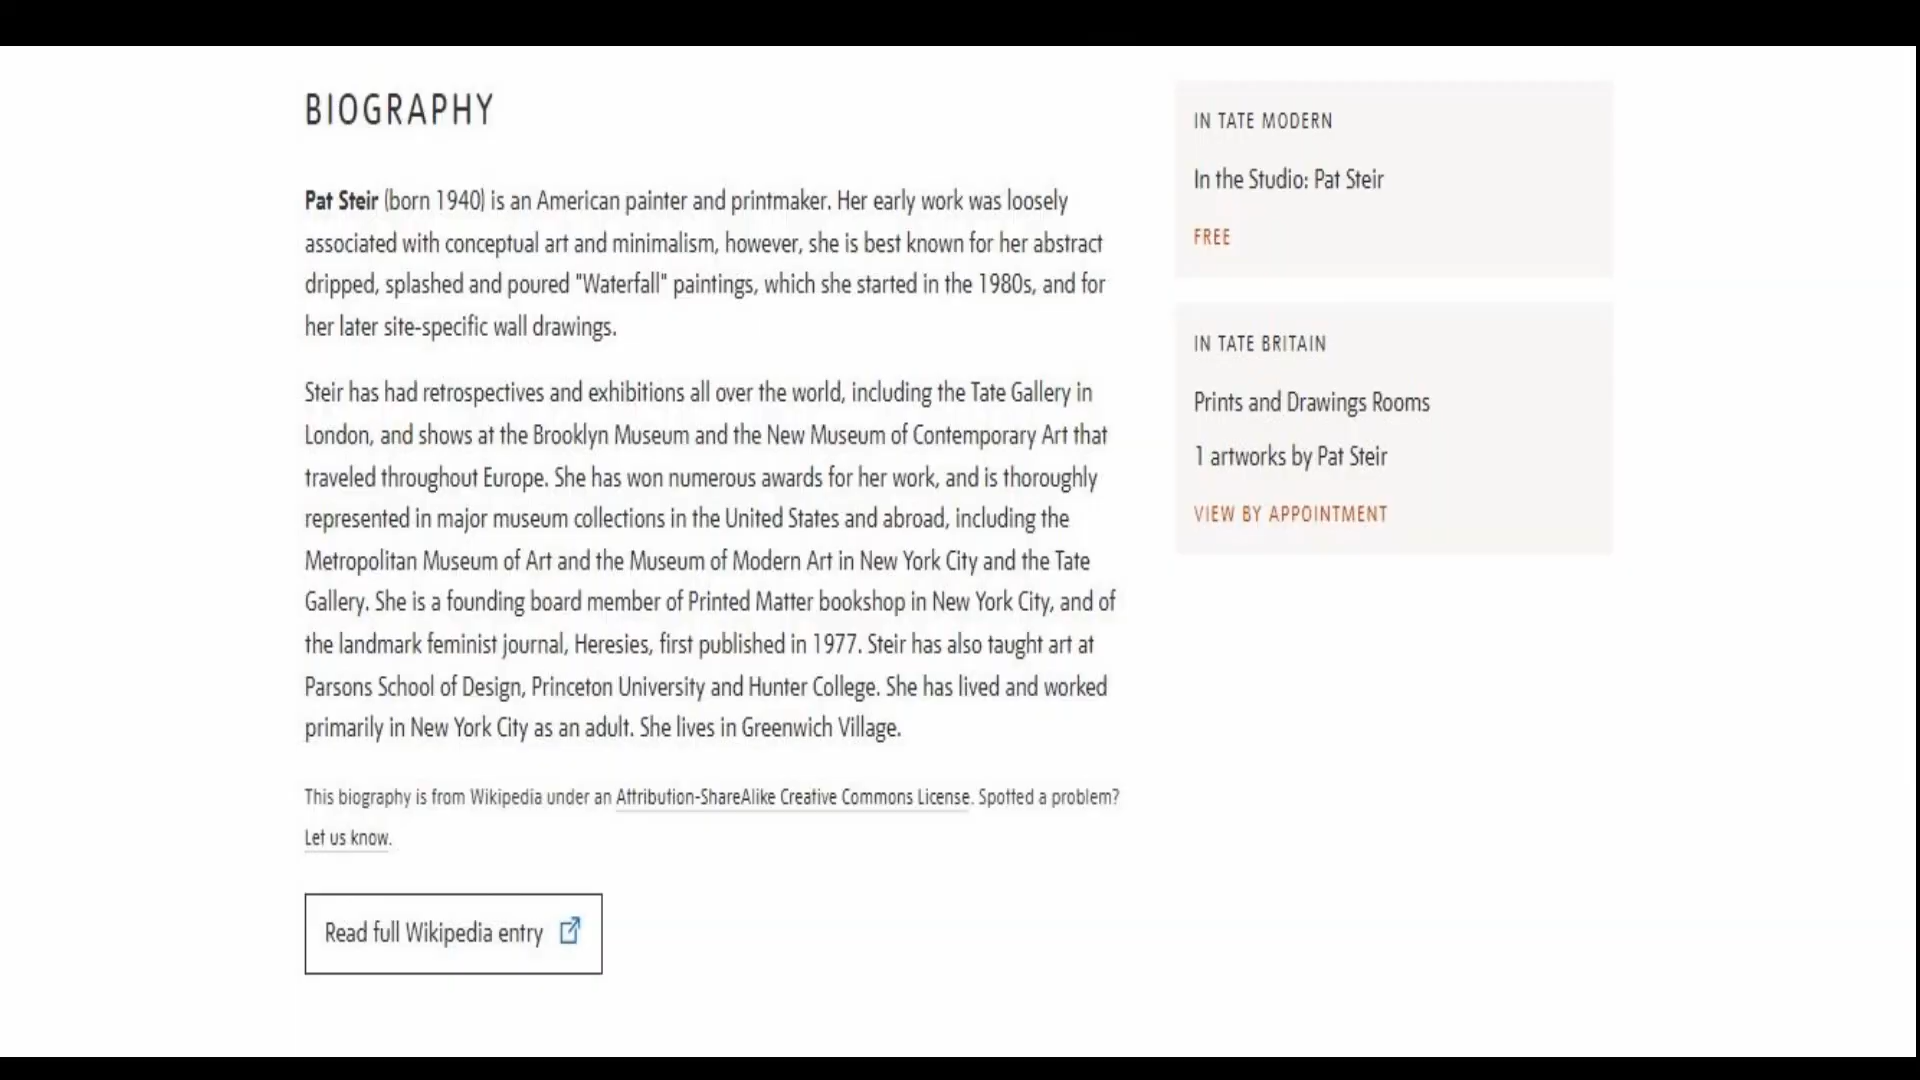 BIOGRAPHY
Pat Steir (born 1940) is an American painter and printmaker. Her early work was loosely
associated with conceptual art and minimalism, however, she is best known for her abstract
dripped, splashed and poured "Waterfall" paintings, which she started in the 1980s, and for
her later site-specific wall drawings.
Steir has had retrospectives and exhibitions all over the world, including the Tate Gallery in
London, and shows at the Brooklyn Museum and the New Museum of Contemporary Art that
traveled throughout Europe. She has won numerous awards for her work, and is thoroughly
represented in major museum collections in the United States and abroad, including the
Metropolitan Museum of Art and the Museum of Modern Art in New York City and the Tate
Gallery. She is a founding board member of Printed Matter bookshop in New York City, and of
the landmark feminist journal, Heresies, first published in 1977. Steir has also taught art at
Parsons School of Design, Princeton University and Hunter College. She has lived and worked
primarily in New York City as an adult. She lives in Greenwich Village.
This biography is from Wikipedia under an Attribution-ShareAlike Creative Commons License. Spotted a problem?
Let us know.
Read full Wikipedia entry
IN TATE MODERN
In the Studio: Pat Steir
FREE
IN TATE BRITAIN
Prints and Drawings Rooms
1 artworks by Pat Steir
VIEW BY APPOINTMENT